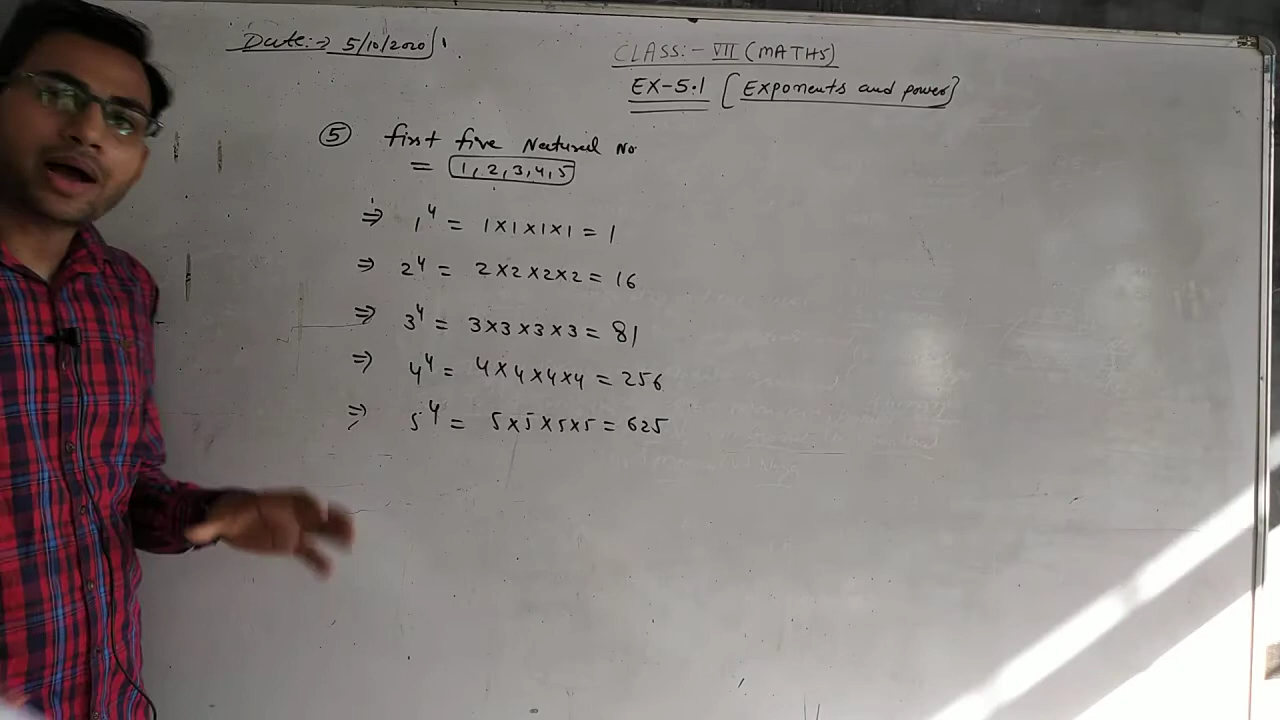 Date:→ 5/10/2020
CLASS:- VII (MATHS)
EX-5.1 [Exponents and power]
⑤ first five Natural No
= 1, 2, 3, 4, 5
⇒ 1⁴ = 1×1×1×1 = 1
⇒ 2⁴ = 2×2×2×2 = 16
⇒ 3⁴ = 3×3×3×3 = 81
⇒ 4⁴ = 4×4×4×4 = 256
⇒ 5⁴ = 5×5×5×5 = 625